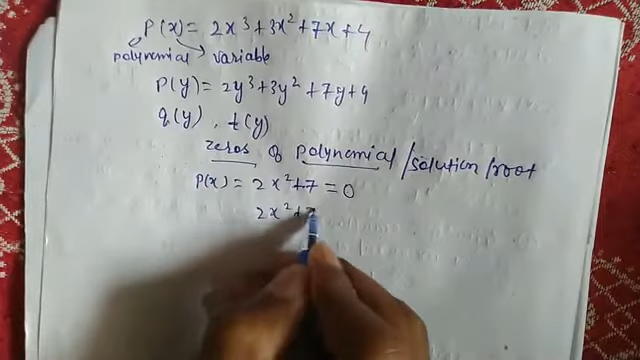 P(x) = 2x³+3x²+7x+4
polynomial variable
P(y) = 2y³+3y²+7y+4
q(y) , t(y)
zeros of polynomial/solution/root
P(x) = 2x²+7 = 0
2x²+7